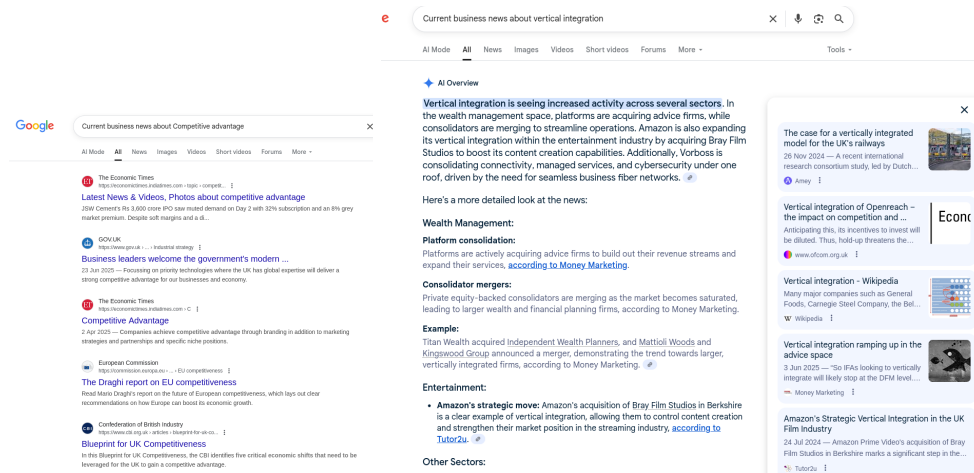 Google
Current business news about Competitive advantage
AI Mode All News Images Videos Short videos Forums More
The Economic Times
https://economictimes.indiatimes.com › topic › competit...
Latest News & Videos, Photos about competitive advantage
JSW Cement's Rs 3,600 crore IPO saw muted demand on Day 2 with 32% subscription and an 8% grey
market premium. Despite soft margins and a di...
GOV.UK
https://www.gov.uk › ... › Industrial strategy
Business leaders welcome the government's modern ...
23 Jun 2025 — Focussing on priority technologies where the UK has global expertise will deliver a
strong competitive advantage for our businesses and economy.
The Economic Times
https://economictimes.indiatimes.com › C
Competitive Advantage
2 Apr 2025 — Companies achieve competitive advantage through branding in addition to marketing
strategies and partnerships and specific niche positions.
European Commission
https://commission.europa.eu › ... › EU competitiveness
The Draghi report on EU competitiveness
Read Mario Draghi's report on the future of European competitiveness, which lays out clear
recommendations on how Europe can boost its economic growth.
CBI
Confederation of British Industry
https://www.cbi.org.uk › articles › blueprint-for-uk-co...
Blueprint for UK Competitiveness
In this Blueprint for UK Competitiveness, the CBI identifies five critical economic shifts that need to be
leveraged for the UK to gain a competitive advantage.
e
Current business news about vertical integration
AI Mode All News Images Videos Short videos Forums More Tools
AI Overview
Vertical integration is seeing increased activity across several sectors. In
the wealth management space, platforms are acquiring advice firms, while
consolidators are merging to streamline operations. Amazon is also expanding
its vertical integration within the entertainment industry by acquiring Bray Film
Studios to boost its content creation capabilities. Additionally, Vorboss is
consolidating connectivity, managed services, and cybersecurity under one
roof, driven by the need for seamless business fiber networks.
Here's a more detailed look at the news:
Wealth Management:
Platform consolidation:
Platforms are actively acquiring advice firms to build out their revenue streams and
expand their services, according to Money Marketing.
Consolidator mergers:
Private equity-backed consolidators are merging as the market becomes saturated,
leading to larger wealth and financial planning firms, according to Money Marketing.
Example:
Titan Wealth acquired Independent Wealth Planners, and Mattioli Woods and
Kingswood Group announced a merger, demonstrating the trend towards larger,
vertically integrated firms, according to Money Marketing.
Entertainment:
• Amazon's strategic move: Amazon's acquisition of Bray Film Studios in Berkshire
is a clear example of vertical integration, allowing them to control content creation
and strengthen their market position in the streaming industry, according to
Tutor2u.
Other Sectors:
The case for a vertically integrated
model for the UK's railways
26 Nov 2024 — A recent international
research consortium study, led by Dutch...
Amey
Vertical integration of Openreach –
the impact on competition and ...
Anticipating this, its incentives to invest will
be diluted. Thus, hold-up threatens the...
www.ofcom.org.uk
Econo
Vertical integration - Wikipedia
Many major companies such as General
Foods, Carnegie Steel Company, the Bel...
W Wikipedia
Vertical integration ramping up in the
advice space
3 Jun 2025 — "So IFAs looking to vertically
integrate will likely stop at the DFM level....
Money Marketing
Amazon's Strategic Vertical Integration in the UK
Film Industry
24 Jul 2024 — Amazon Prime Video's acquisition of Bray
Film Studios in Berkshire marks a significant step in the...
Tutor2u